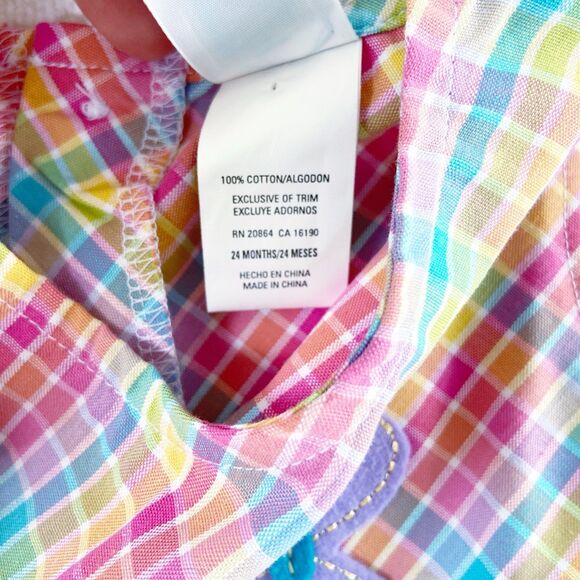 100% COTTON/ALGODON
EXCLUSIVE OF TRIM
EXCLUYE ADORNOS
RN 20864 CA 16190
24 MONTHS/24 MESES
HECHO EN CHINA
MADE IN CHINA